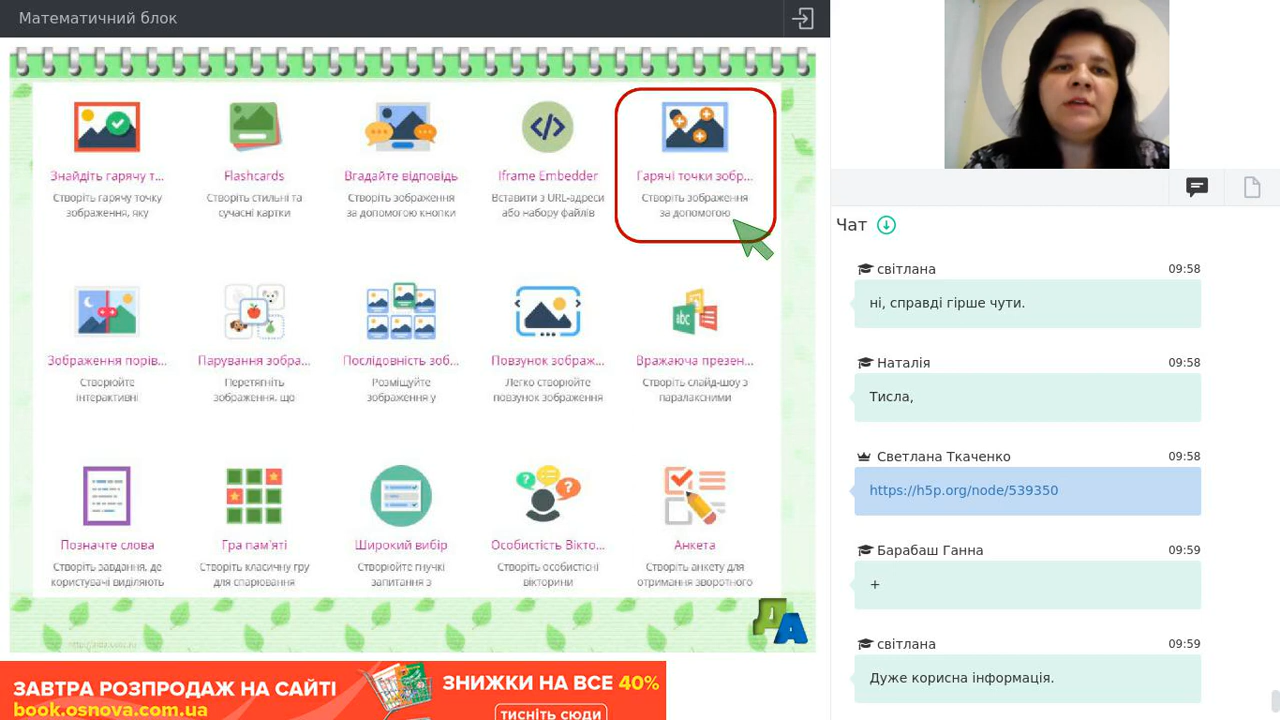 Математичний блок
Знайдіть гарячу т...
Flashcards
Вгадайте відповідь
Iframe Embedder
Гарячі точки зобр...
Створіть гарячу точку
зображення, яку
Створіть стильні та
сучасні картки
Створіть зображення
за допомогою кнопки
Вставити з URL-адреси
або набору файлів
Створіть зображення
за допомогою
Зображення порів...
Парування зобра...
Послідовність зоб...
Повзунок зображ...
Вражаюча презен...
Створюйте
інтерактивні
Перетягніть
зображення, що
Розміщуйте
зображення у
Легко створюйте
повзунок зображення
Створіть слайд-шоу з
паралаксними
Позначте слова
Гра пам'яті
Широкий вибір
Особистість Вікто...
Анкета
Створіть завдання, де
користувачі виділяють
Створіть класичну гру
для спарювання
Створюйте гнучкі
запитання з
Створіть особистісні
вікторини
Створіть анкету для
отримання зворотного
ДА
ЗАВТРА РОЗПРОДАЖ НА САЙТІ
book.osnova.com.ua
ЗНИЖКИ НА ВСЕ 40%
тисніть сюди
Чат
світлана 09:58
ні, справді гірше чути.
Наталія 09:58
Тисла,
Светлана Ткаченко 09:58
https://h5p.org/node/539350
Барабаш Ганна 09:59
+
світлана 09:59
Дуже корисна інформація.